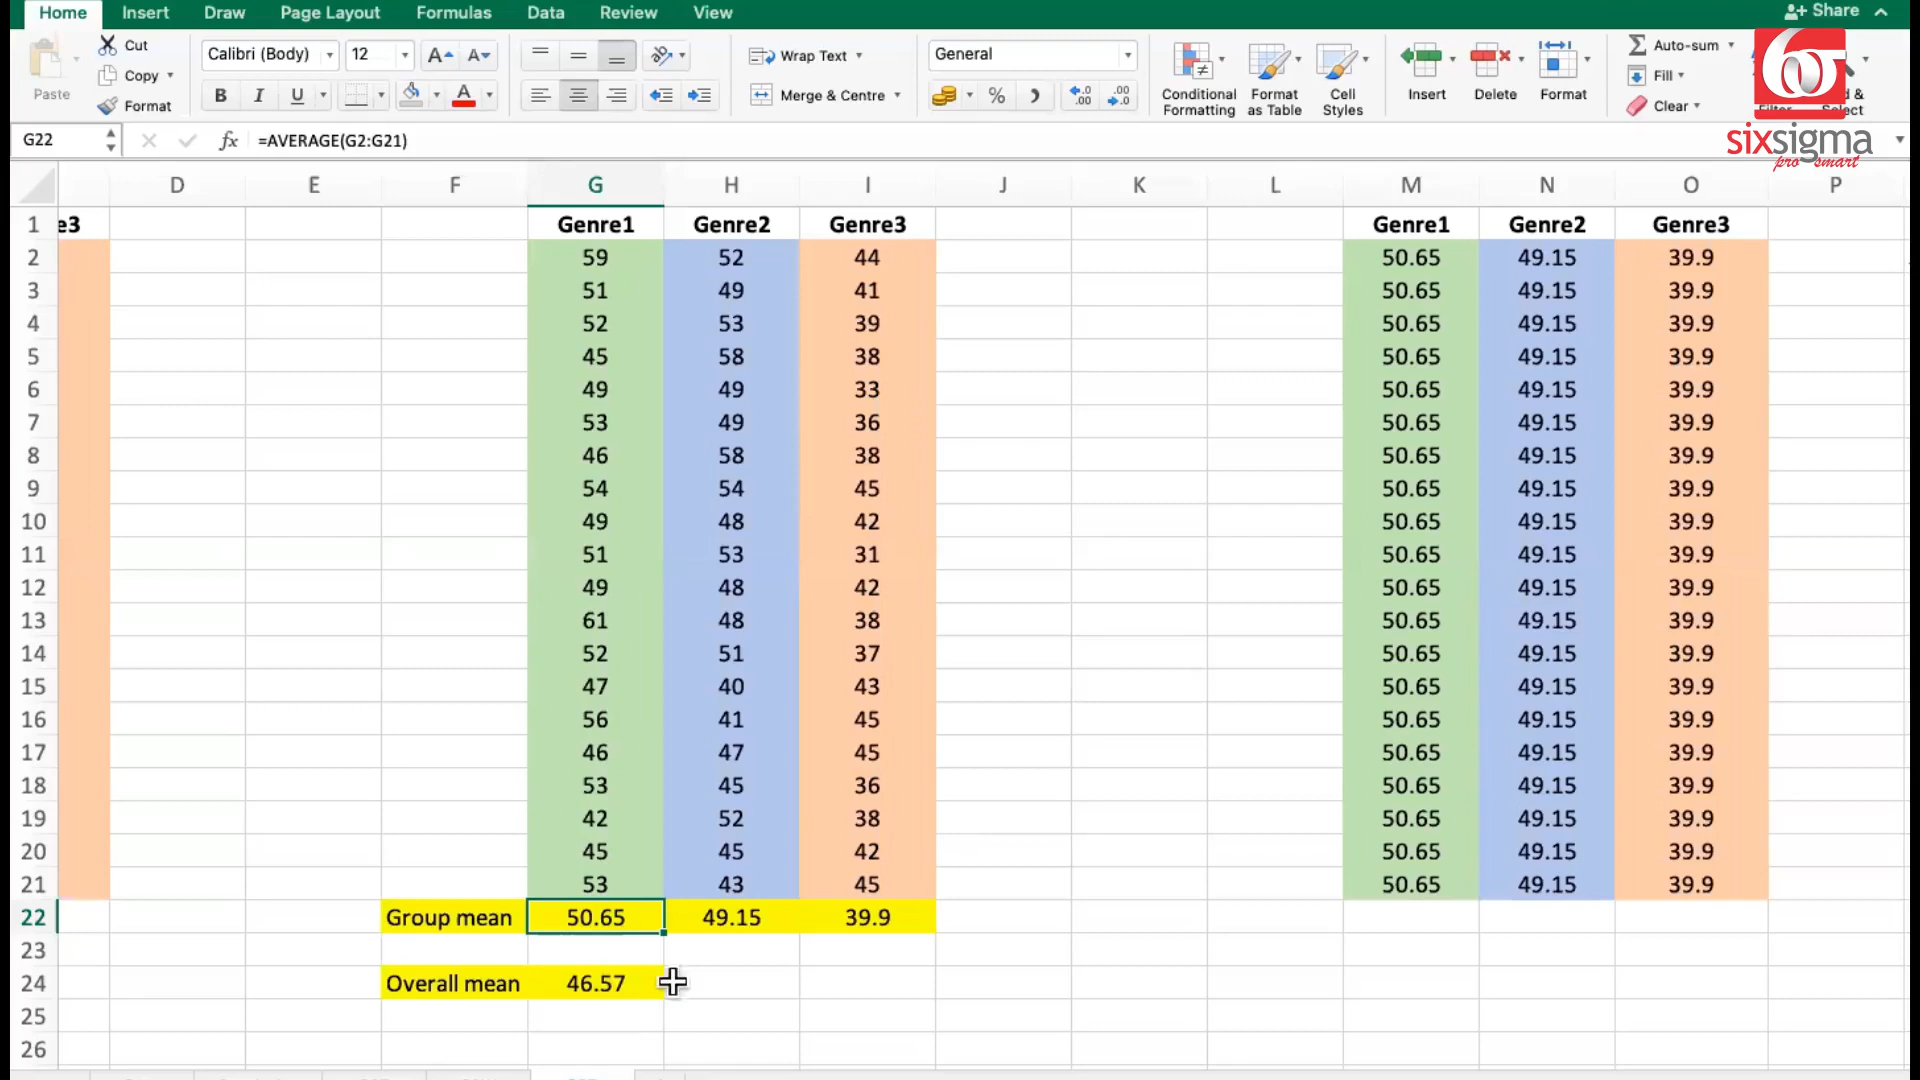 Home Insert Draw Page Layout Formulas Data Review View Share
Cut
Copy
Format
Paste
Calibri (Body) 12
B I U
Wrap Text
Merge & Centre
General
Conditional Formatting
Format as Table
Cell Styles
Insert
Delete
Format
Auto-sum
Fill
Clear
sixsigma
pro smart
G22 fx =AVERAGE(G2:G21)
D E F G H I J K L M N O P
1 e3 Genre1 Genre2 Genre3 Genre1 Genre2 Genre3
2 59 52 44 50.65 49.15 39.9
3 51 49 41 50.65 49.15 39.9
4 52 53 39 50.65 49.15 39.9
5 45 58 38 50.65 49.15 39.9
6 49 49 33 50.65 49.15 39.9
7 53 49 36 50.65 49.15 39.9
8 46 58 38 50.65 49.15 39.9
9 54 54 45 50.65 49.15 39.9
10 49 48 42 50.65 49.15 39.9
11 51 53 31 50.65 49.15 39.9
12 49 48 42 50.65 49.15 39.9
13 61 48 38 50.65 49.15 39.9
14 52 51 37 50.65 49.15 39.9
15 47 40 43 50.65 49.15 39.9
16 56 41 45 50.65 49.15 39.9
17 46 47 45 50.65 49.15 39.9
18 53 45 36 50.65 49.15 39.9
19 42 52 38 50.65 49.15 39.9
20 45 45 42 50.65 49.15 39.9
21 53 43 45 50.65 49.15 39.9
22 Group mean 50.65 49.15 39.9
23
24 Overall mean 46.57
25
26